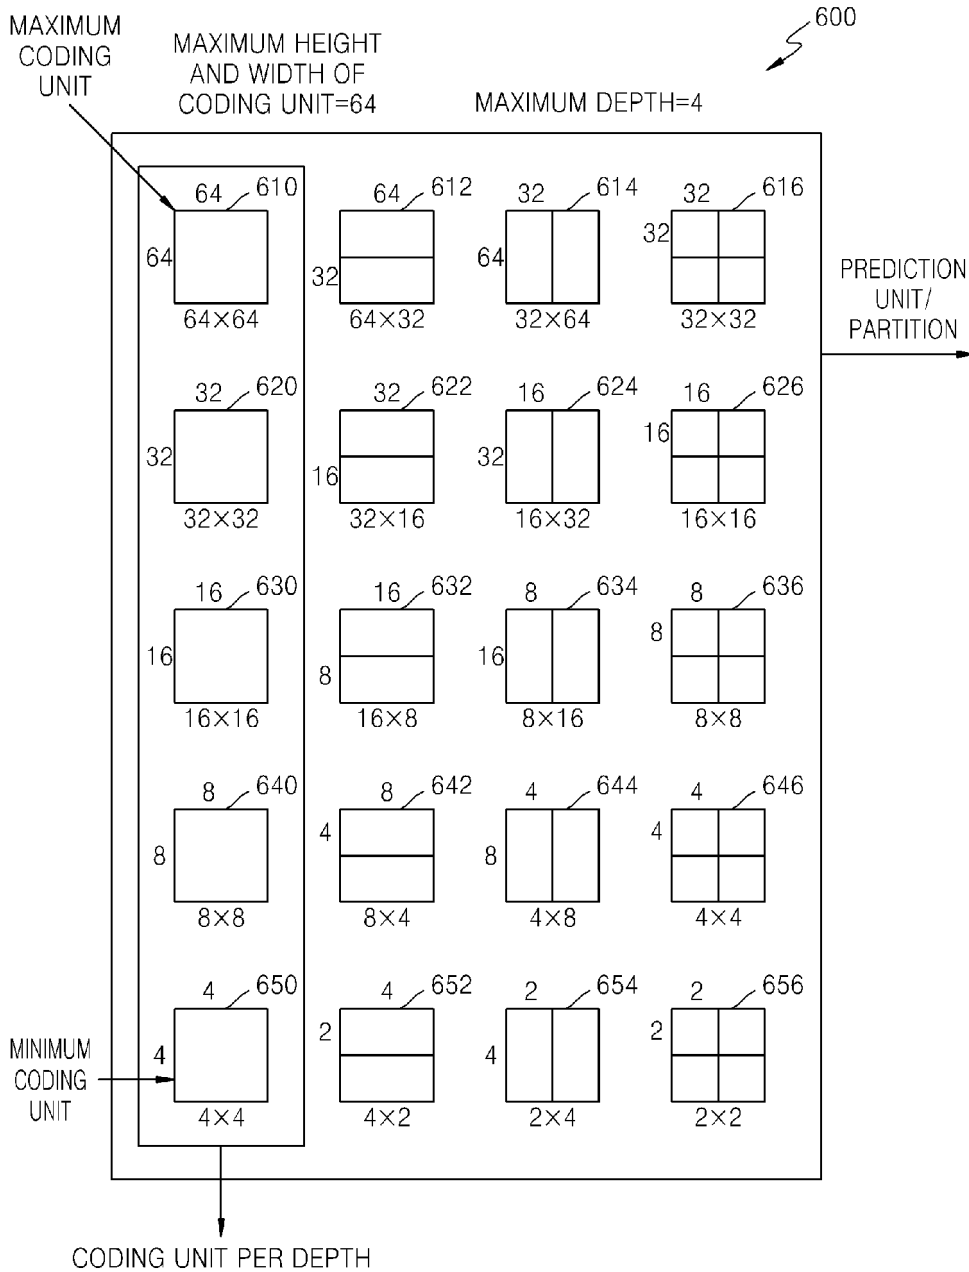 600
MAXIMUM
CODING
UNIT
MAXIMUM HEIGHT
AND WIDTH OF
CODING UNIT=64
MAXIMUM DEPTH=4
64 610 64 612 32 614 32 616
64 32 64 32
64×64 64×32 32×64 32×32
PREDICTION
UNIT/
PARTITION
32 620 32 622 16 624 16 626
32 16 32 16
32×32 32×16 16×32 16×16
16 630 16 632 8 634 8 636
16 8 16 8
16×16 16×8 8×16 8×8
8 640 8 642 4 644 4 646
8 4 8 4
8×8 8×4 4×8 4×4
4 650 4 652 2 654 2 656
4 2 4 2
4×4 4×2 2×4 2×2
MINIMUM
CODING
UNIT
CODING UNIT PER DEPTH